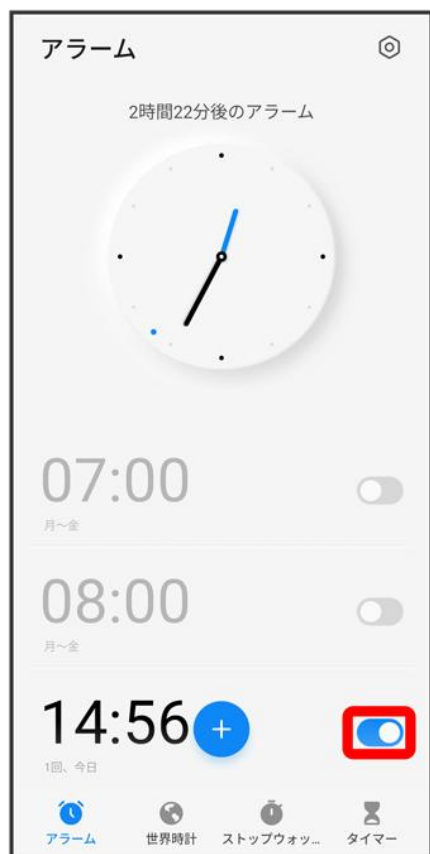 アラーム
2時間22分後のアラーム
07:00
月～金
08:00
月～金
14:56
1回、今日
アラーム 世界時計 ストップウォッ... タイマー